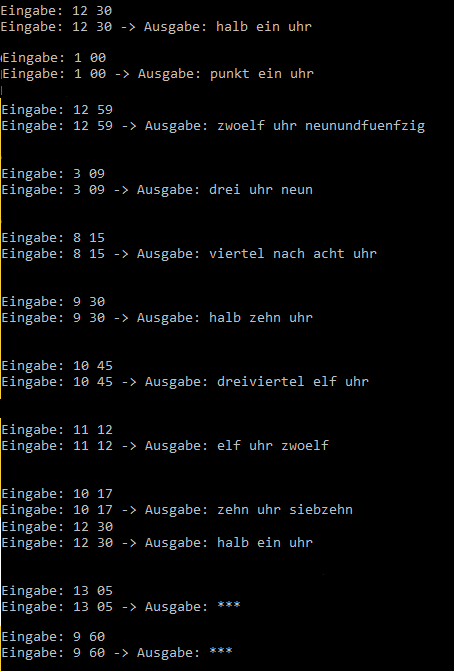 Eingabe: 12 30
Eingabe: 12 30 -> Ausgabe: halb ein uhr
Eingabe: 1 00
Eingabe: 1 00 -> Ausgabe: punkt ein uhr
Eingabe: 12 59
Eingabe: 12 59 -> Ausgabe: zwoelf uhr neunundfuenfzig
Eingabe: 3 09
Eingabe: 3 09 -> Ausgabe: drei uhr neun
Eingabe: 8 15
Eingabe: 8 15 -> Ausgabe: viertel nach acht uhr
Eingabe: 9 30
Eingabe: 9 30 -> Ausgabe: halb zehn uhr
Eingabe: 10 45
Eingabe: 10 45 -> Ausgabe: dreiviertel elf uhr
Eingabe: 11 12
Eingabe: 11 12 -> Ausgabe: elf uhr zwoelf
Eingabe: 10 17
Eingabe: 10 17 -> Ausgabe: zehn uhr siebzehn
Eingabe: 12 30
Eingabe: 12 30 -> Ausgabe: halb ein uhr
Eingabe: 13 05
Eingabe: 13 05 -> Ausgabe: ***
Eingabe: 9 60
Eingabe: 9 60 -> Ausgabe: ***